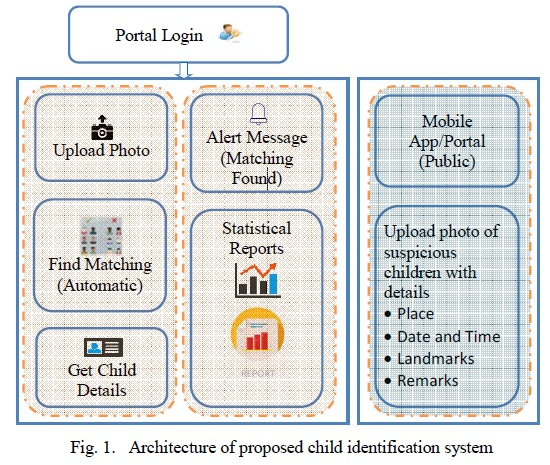 Portal Login
Upload Photo
Find Matching
(Automatic)
Get Child
Details
Alert Message
(Matching
Found)
Statistical
Reports
REPORT
Mobile
App/Portal
(Public)
Upload photo of
suspicious
children with
details
• Place
• Date and Time
• Landmarks
• Remarks
Fig. 1. Architecture of proposed child identification system